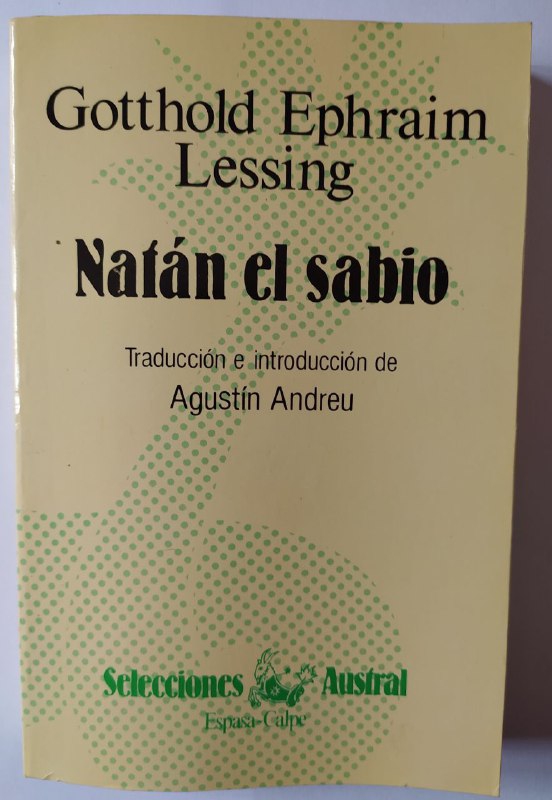 Gotthold Ephraim
Lessing
Natán el sabio
Traducción e introducción de
Agustín Andreu
Selecciones Austral
Espasa-Calpe